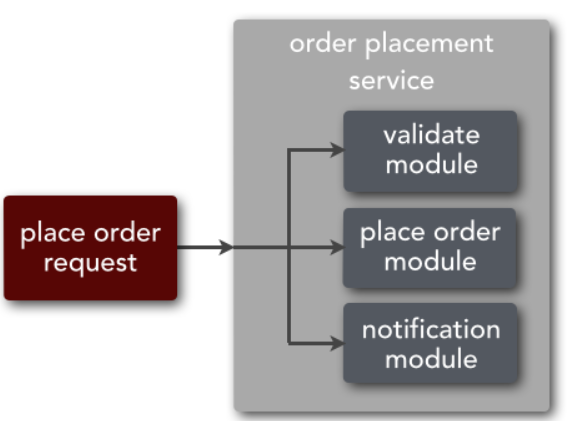 order placement
service
validate
module
place order
request
place order
module
notification
module